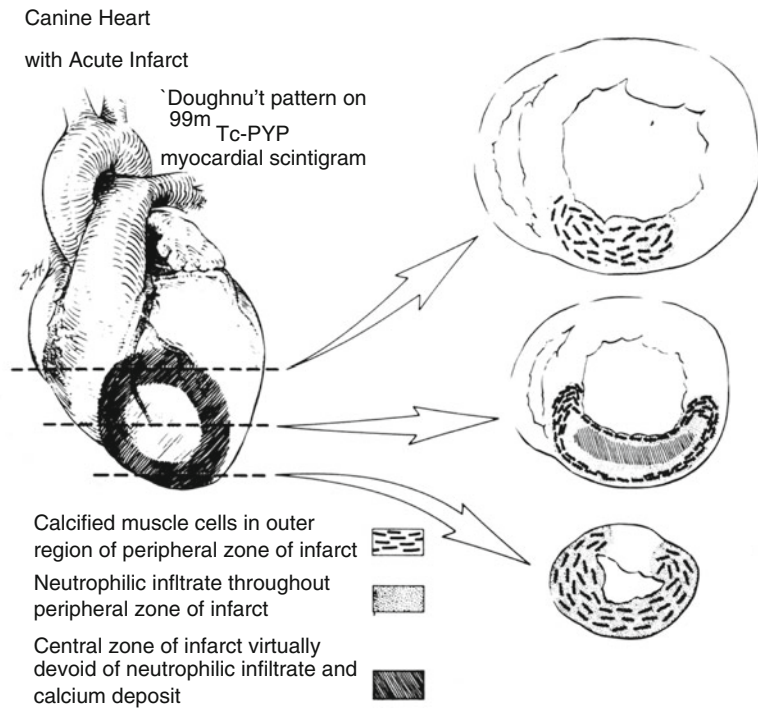 Canine Heart
with Acute Infarct
`Doughnu't pattern on
99m Tc-PYP
myocardial scintigram
Calcified muscle cells in outer
region of peripheral zone of infarct
Neutrophilic infltrate throughout
peripheral zone of infarct
Central zone of infarct virtually
devoid of neutrophilic infiltrate and
calcium deposit